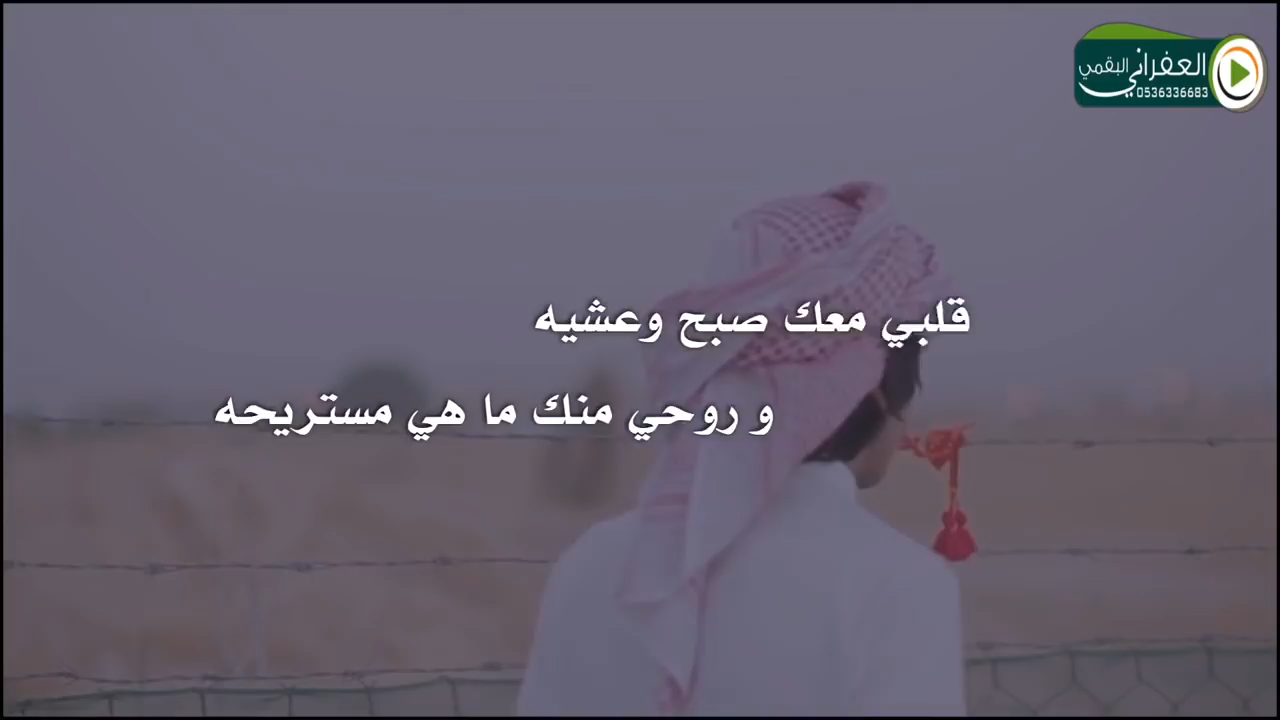 العفراني البقمي
0536336683
قلبي معك صبح وعشيه
و روحي منك ما هي مستريحه